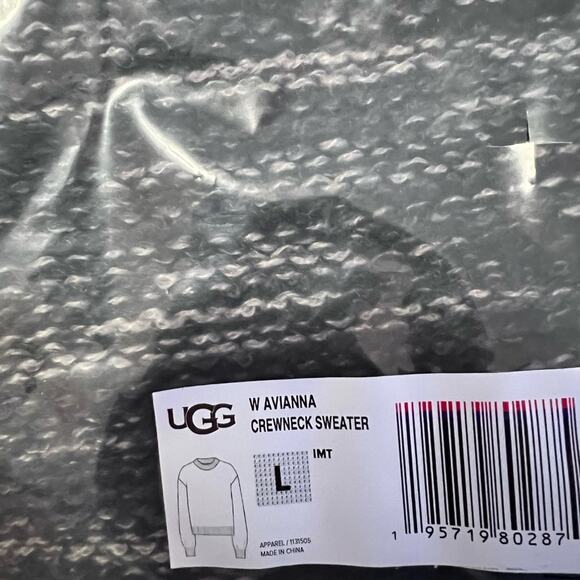 UGG
W AVIANNA
CREWNECK SWEATER
IMT
L
APPAREL / 1131505
MADE IN CHINA
1 95719 80287